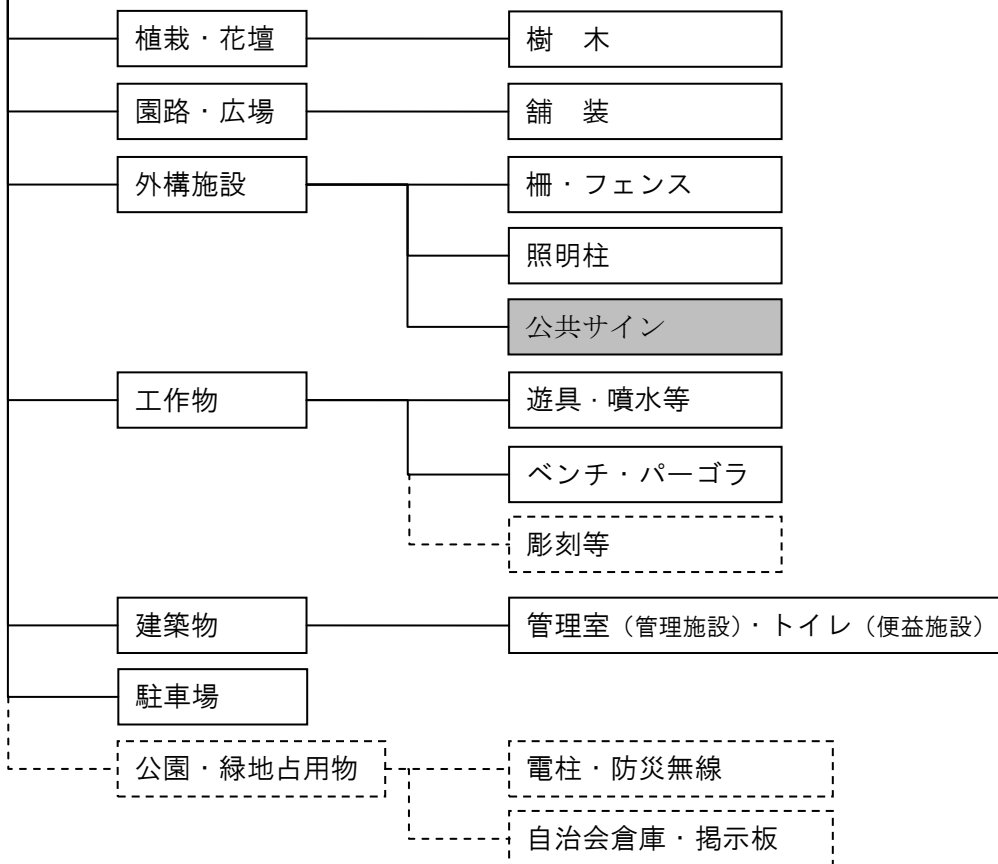 植栽・花壇
樹　木
園路・広場
舗　装
外構施設
柵・フェンス
照明柱
公共サイン
工作物
遊具・噴水等
ベンチ・パーゴラ
彫刻等
建築物
管理室（管理施設）・トイレ（便益施設）
駐車場
公園・緑地占用物
電柱・防災無線
自治会倉庫・掲示板